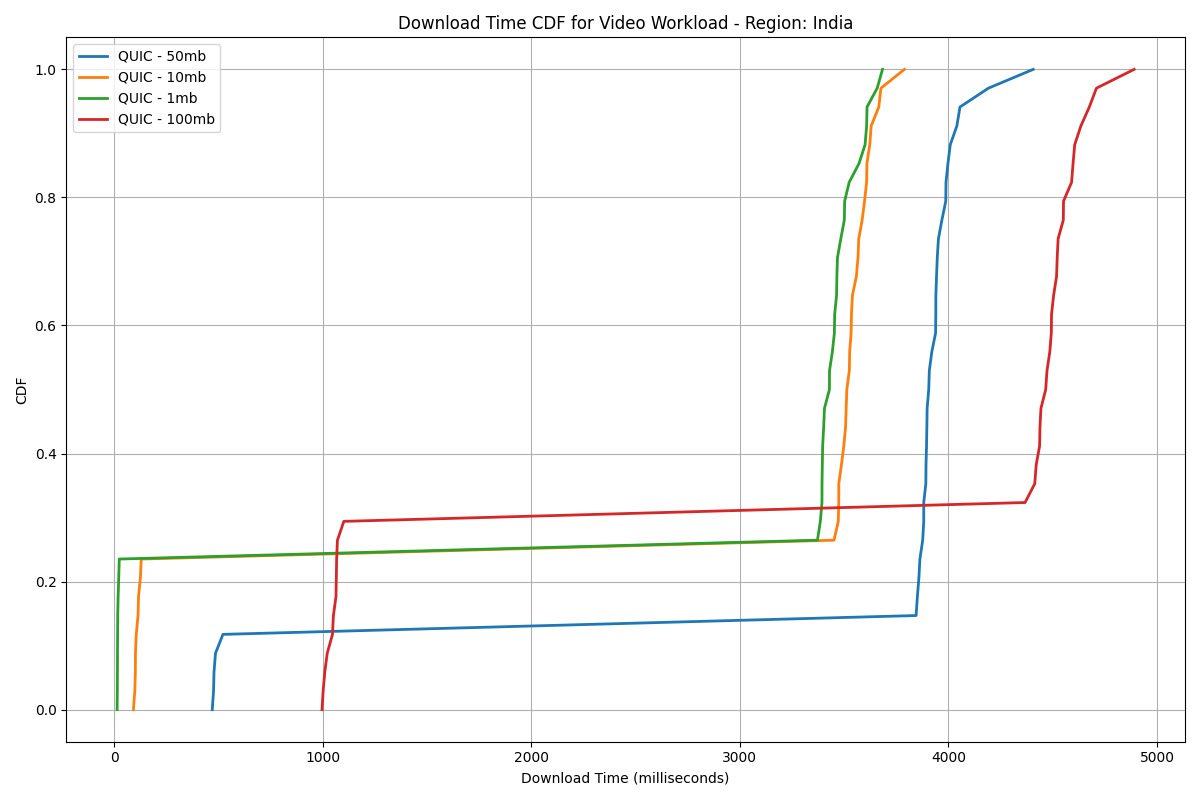 Download Time CDF for Video Workload - Region: India
QUIC - 50mb
QUIC - 10mb
QUIC - 1mb
QUIC - 100mb
1.0
0.8
0.6
0.4
0.2
0.0
CDF
0 1000 2000 3000 4000 5000
Download Time (milliseconds)